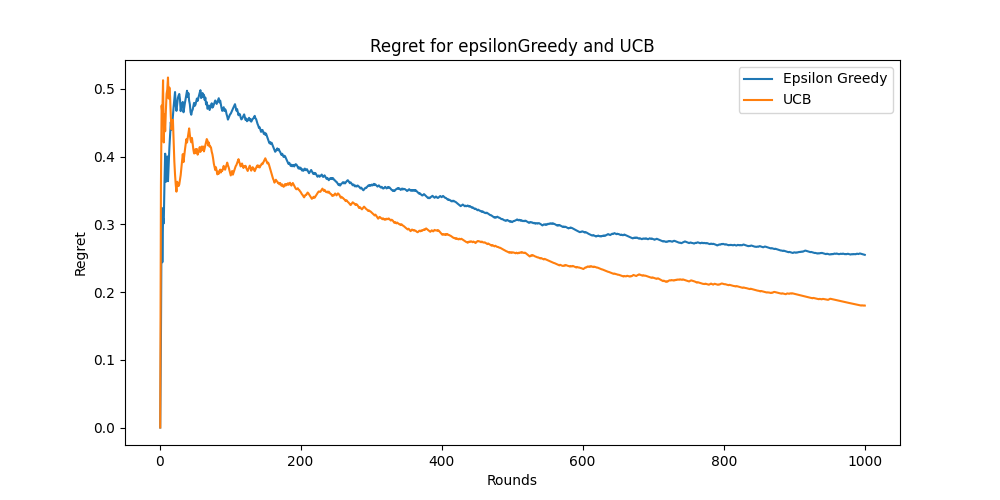 Regret for epsilonGreedy and UCB
Epsilon Greedy
UCB
Regret
0.5
0.4
0.3
0.2
0.1
0.0
0 200 400 600 800 1000
Rounds